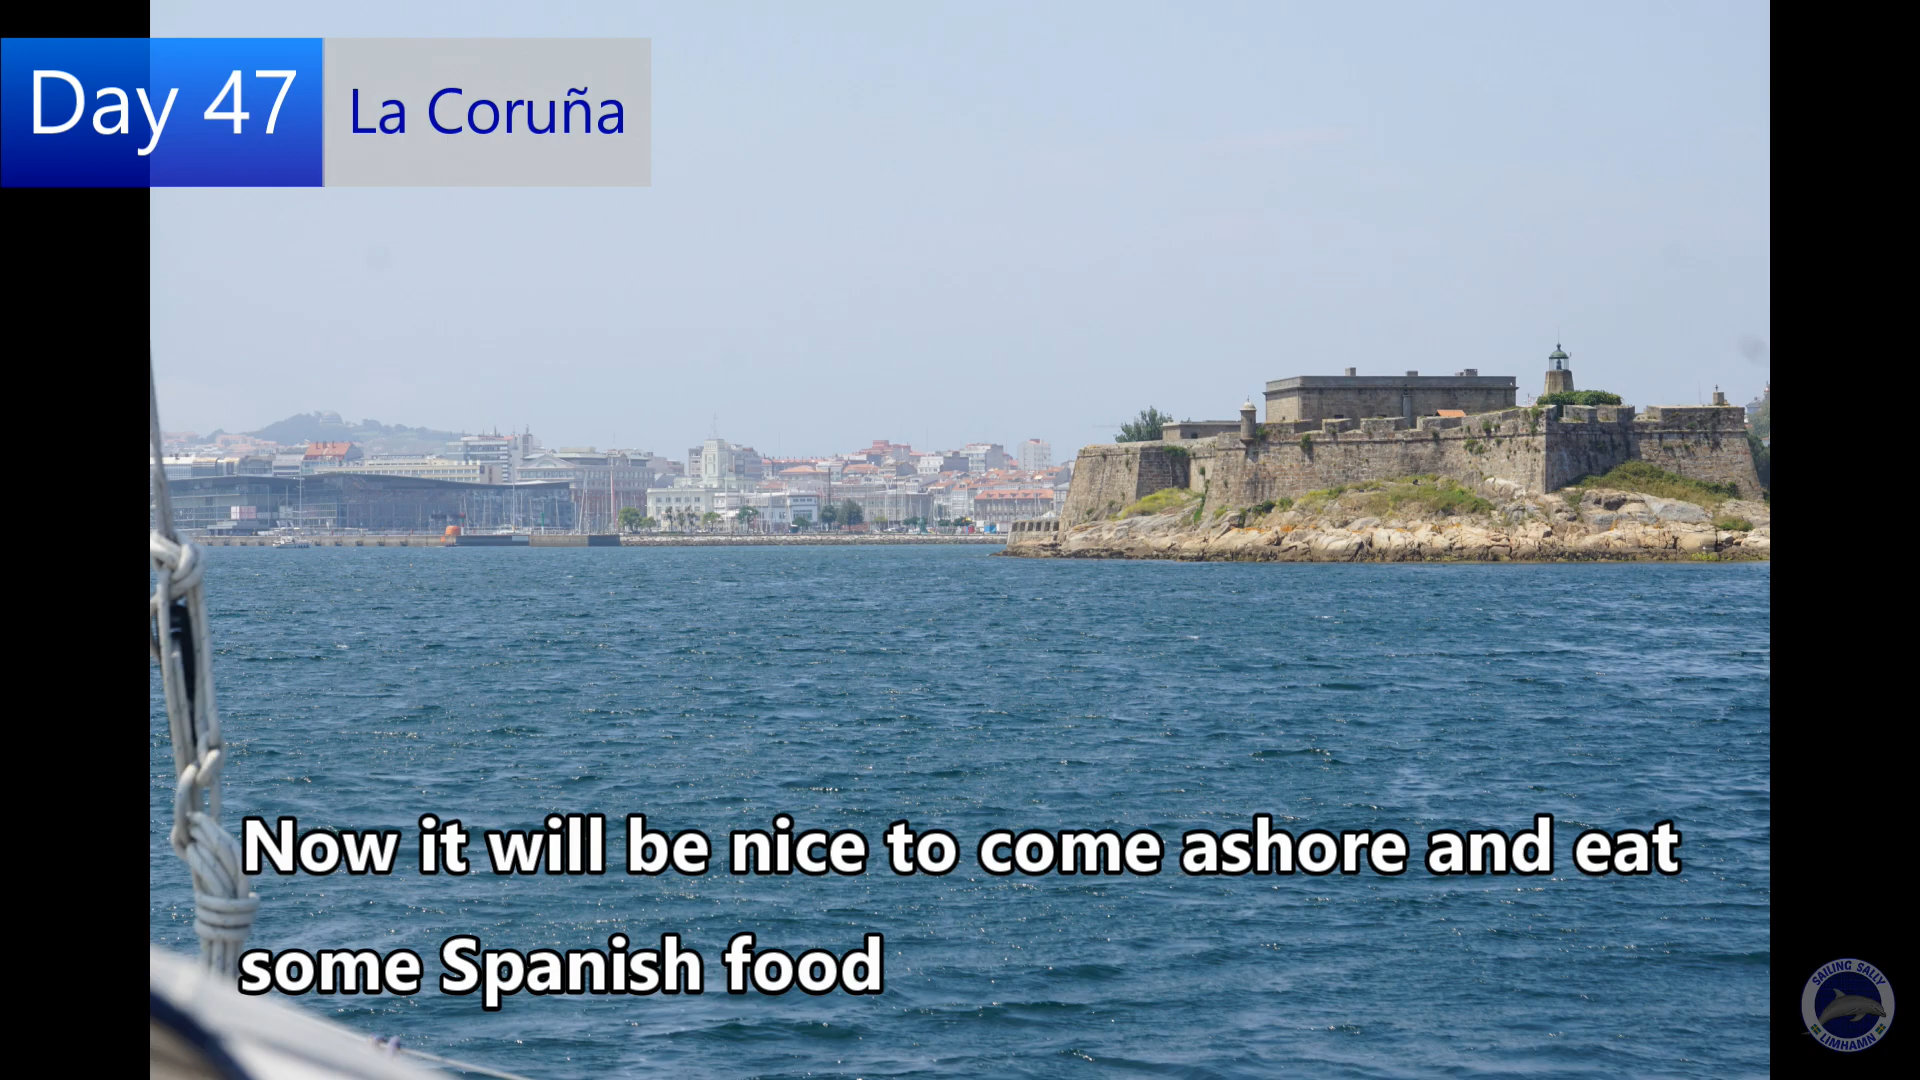 Day 47
La Coruña
Now it will be nice to come ashore and eat
some Spanish food
SAILING SALLY
LIMHAMN